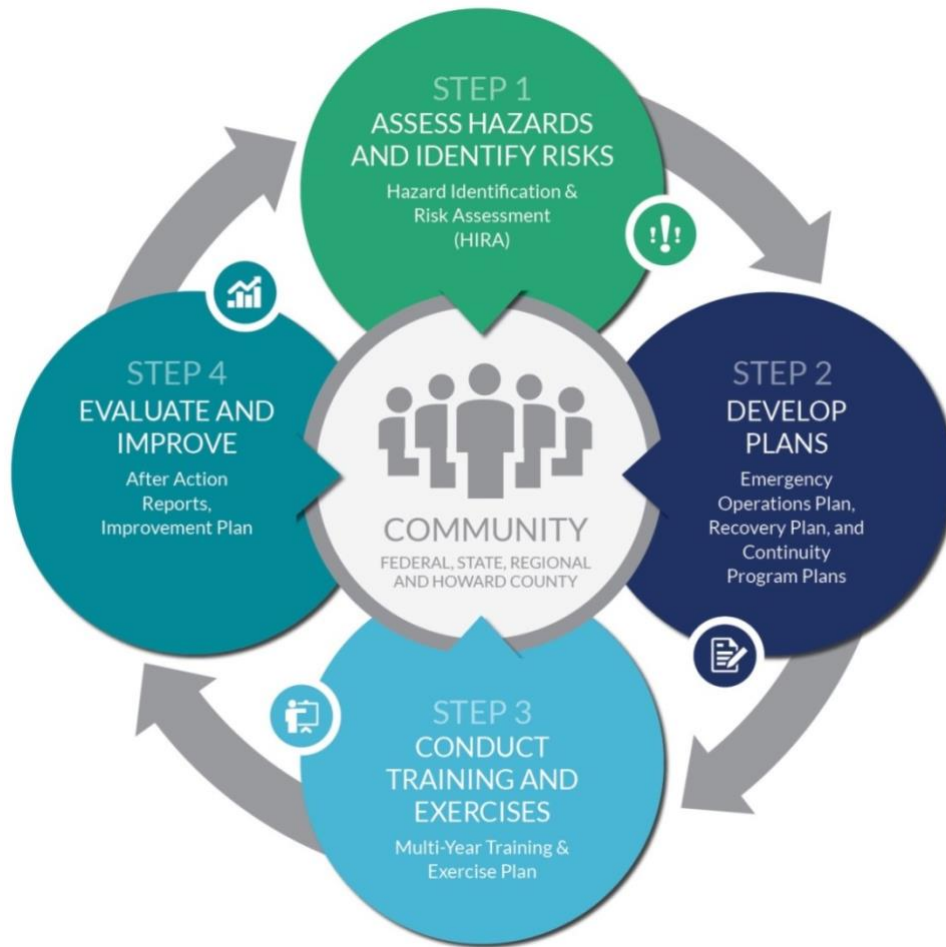 STEP 1
ASSESS HAZARDS
AND IDENTIFY RISKS
Hazard Identification &
Risk Assessment
(HIRA)
STEP 2
DEVELOP
PLANS
Emergency
Operations Plan,
Recovery Plan, and
Continuity
Program Plans
STEP 3
CONDUCT
TRAINING AND
EXERCISES
Multi-Year Training &
Exercise Plan
STEP 4
EVALUATE AND
IMPROVE
After Action
Reports,
Improvement Plan
COMMUNITY
FEDERAL, STATE, REGIONAL
AND HOWARD COUNTY